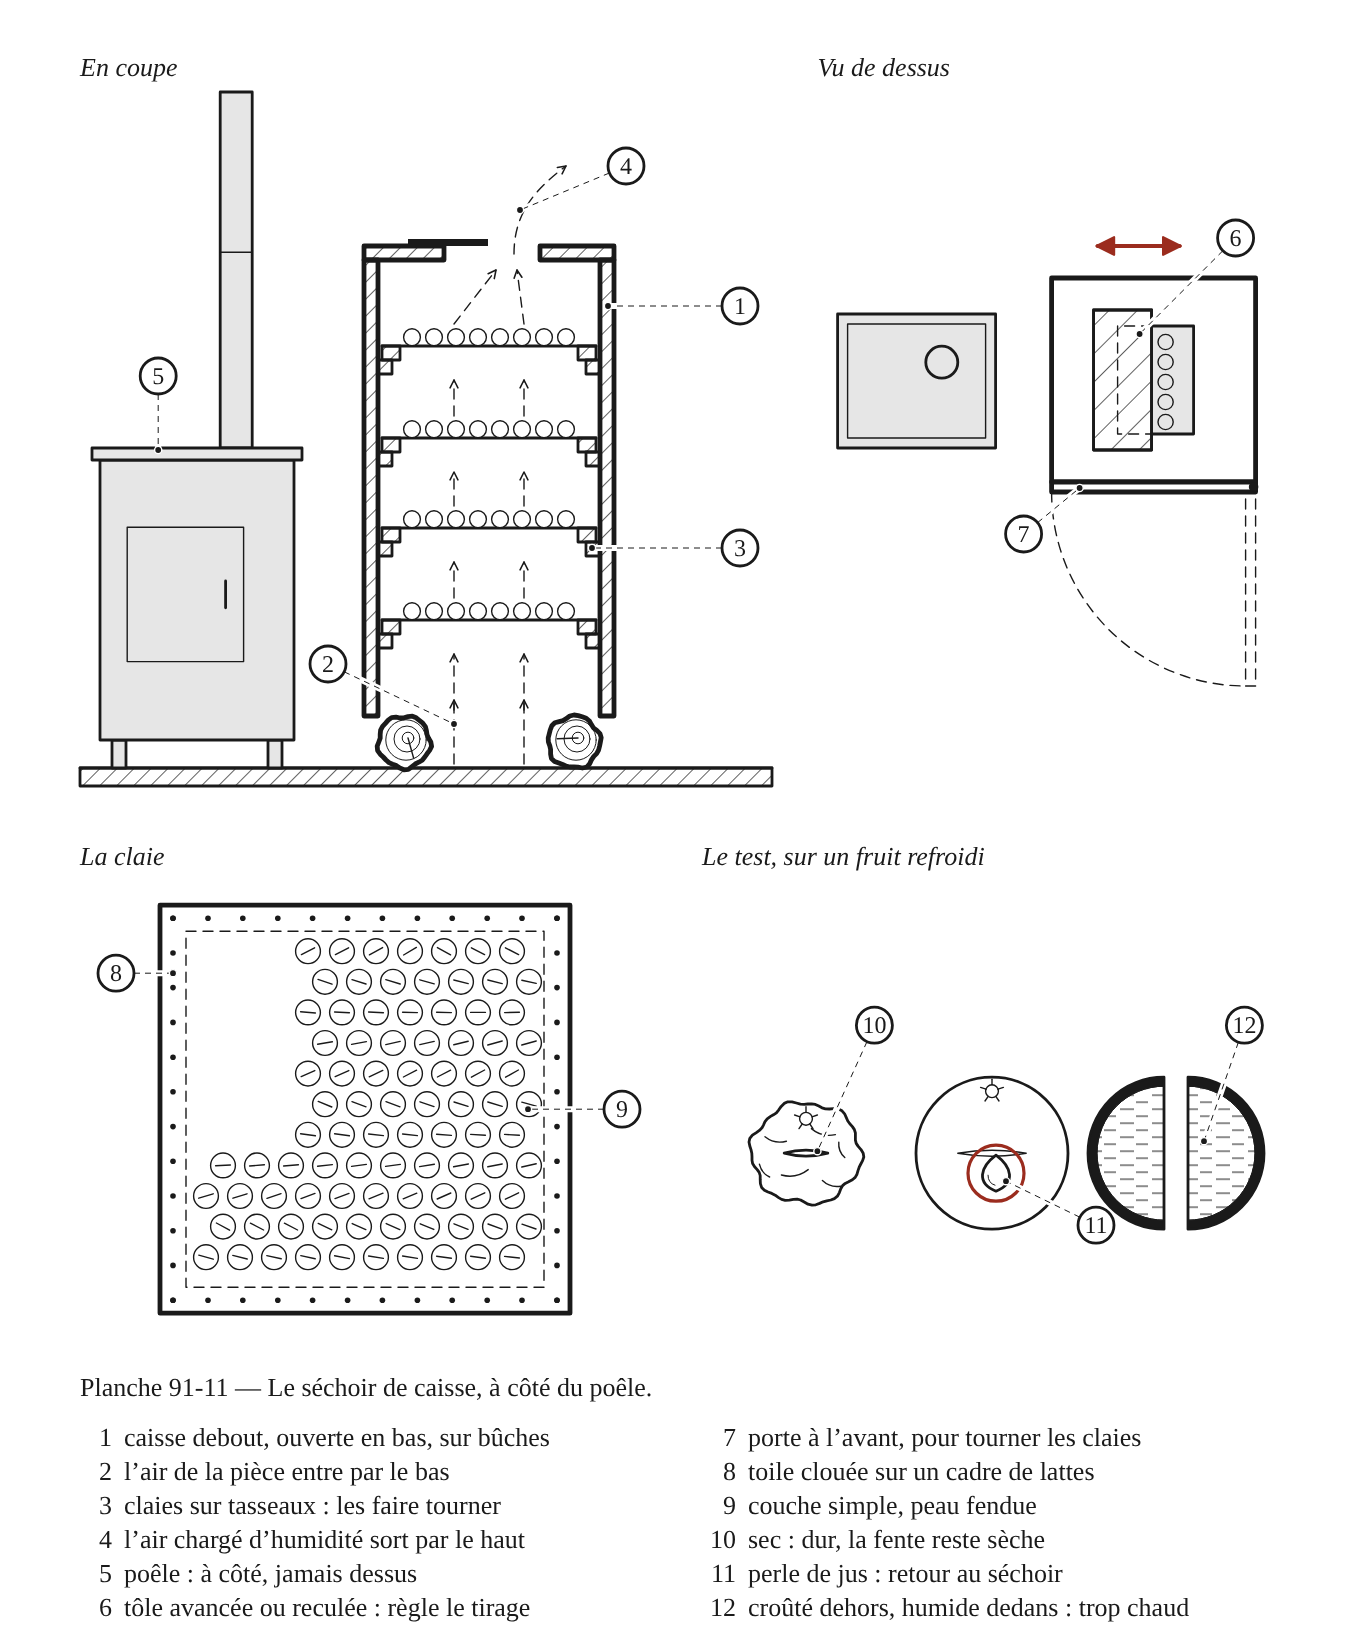 En coupe
Vu de dessus
4
6
1
5
7
3
2
La claie
Le test, sur un fruit refroidi
8
10
12
9
11
Planche 91-11 — Le séchoir de caisse, à côté du poêle.
1 caisse debout, ouverte en bas, sur bûches
2 l’air de la pièce entre par le bas
3 claies sur tasseaux : les faire tourner
4 l’air chargé d’humidité sort par le haut
5 poêle : à côté, jamais dessus
6 tôle avancée ou reculée : règle le tirage
7 porte à l’avant, pour tourner les claies
8 toile clouée sur un cadre de lattes
9 couche simple, peau fendue
10 sec : dur, la fente reste sèche
11 perle de jus : retour au séchoir
12 croûté dehors, humide dedans : trop chaud